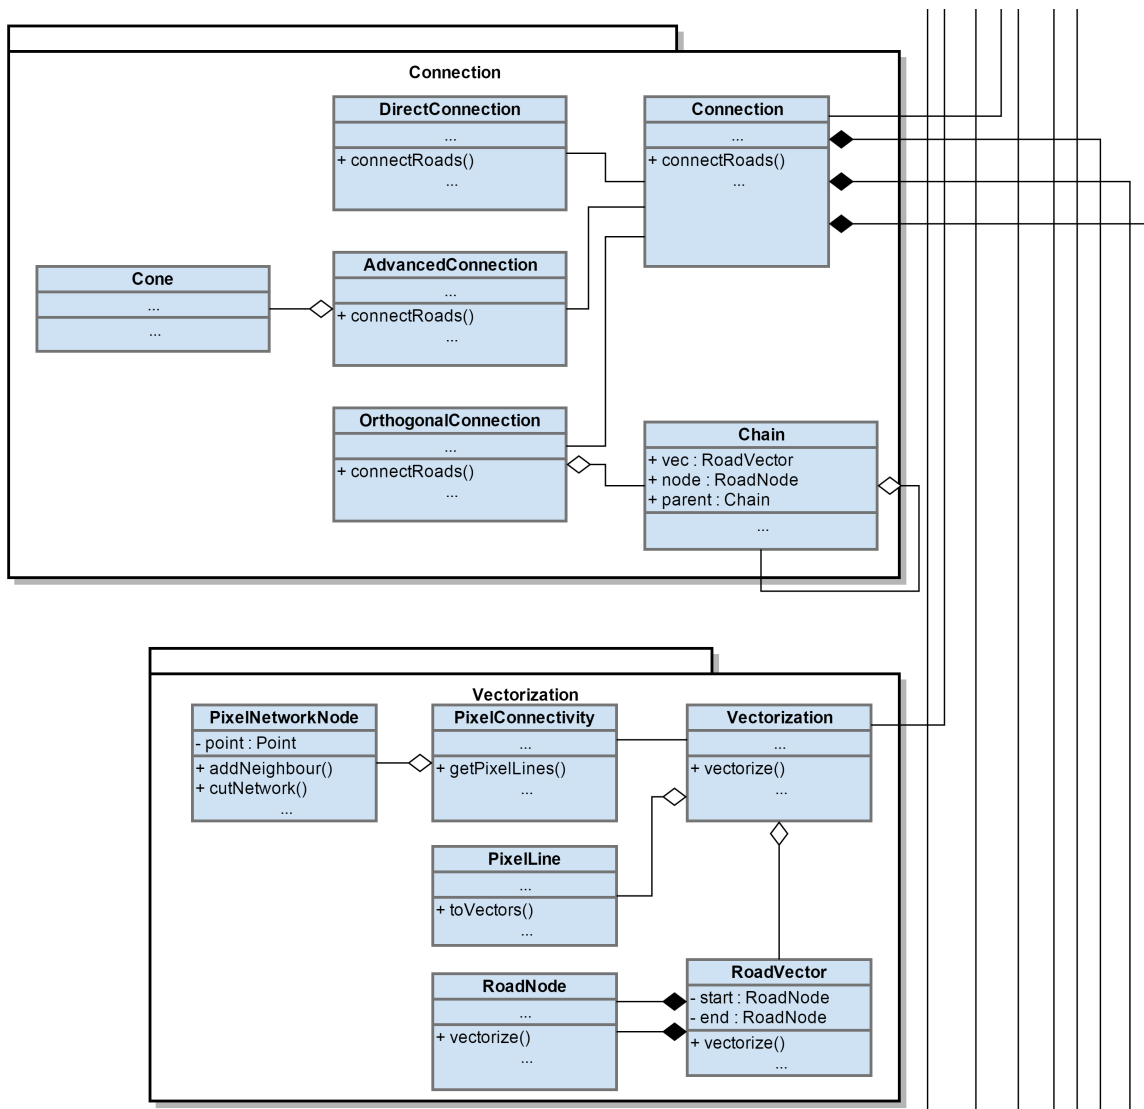 Connection
DirectConnection
...
+ connectRoads()
...
Connection
...
+ connectRoads()
...
Cone
...
...
AdvancedConnection
...
+ connectRoads()
...
OrthogonalConnection
...
+ connectRoads()
...
Chain
+ vec : RoadVector
+ node : RoadNode
+ parent : Chain
...
Vectorization
PixelNetworkNode
- point : Point
+ addNeighbour()
+ cutNetwork()
...
PixelConnectivity
...
+ getPixelLines()
...
Vectorization
...
+ vectorize()
...
PixelLine
...
+ toVectors()
...
RoadNode
...
+ vectorize()
...
RoadVector
- start : RoadNode
- end : RoadNode
+ vectorize()
...